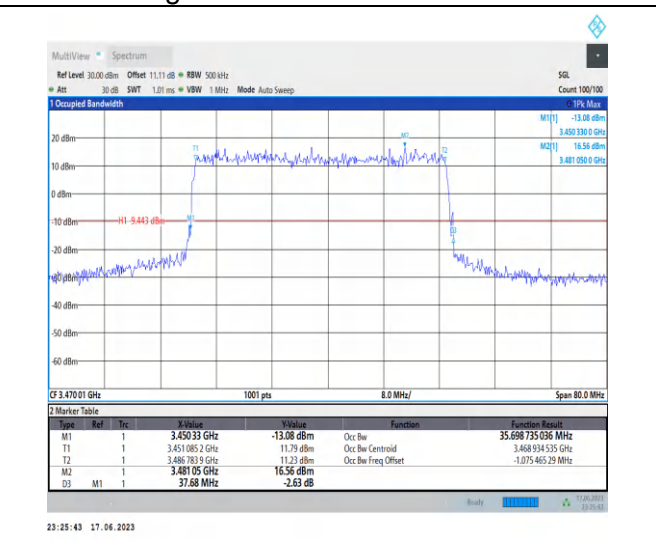 MultiView Spectrum
Ref Level 30.00 dBm Offset 11.11 dB RBW 500 kHz SGL
Att 30 dB SWT 1.01 ms VBW 1 MHz Mode Auto Sweep Count 100/100
1 Occupied Bandwidth 1Pk Max
M1[1] -13.08 dBm
3.450 330 0 GHz
M2[1] 16.56 dBm
3.481 050 0 GHz
20 dBm
M2
T1 T2
10 dBm
0 dBm
-10 dBm H1 -9.443 dBm M1
D3
-20 dBm
-30 dBm
-40 dBm
-50 dBm
-60 dBm
CF 3.470 01 GHz 1001 pts 8.0 MHz/ Span 80.0 MHz
2 Marker Table
Type Ref Trc X-Value Y-Value Function Function Result
M1 1 3.450 33 GHz -13.08 dBm Occ Bw 35.698 735 036 MHz
T1 1 3.451 085 2 GHz 11.79 dBm Occ Bw Centroid 3.468 934 535 GHz
T2 1 3.486 783 9 GHz 11.23 dBm Occ Bw Freq Offset -1.075 465 29 MHz
M2 1 3.481 05 GHz 16.56 dBm
D3 M1 1 37.68 MHz -2.63 dB
Ready 17.06.2023
23:25:43 17.06.2023